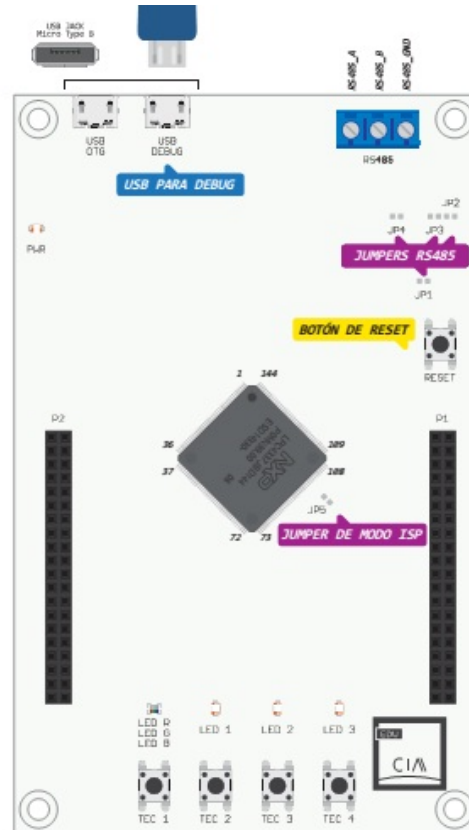 USB JACK
Micro Type B
RS485_A
RS485_B
RS485_GND
USB
OTG
USB
DEBUG
RS485
USB PARA DEBUG
JP2
JP4
JP3
PWR
JUMPERS RS485
JP1
BOTÓN DE RESET
RESET
1
144
P2
P1
36
109
37
108
NXP
JP5
72
73
JUMPER DE MODO ISP
LED R
LED G
LED B
LED 1
LED 2
LED 3
EDU
CIAA
TEC 1
TEC 2
TEC 3
TEC 4